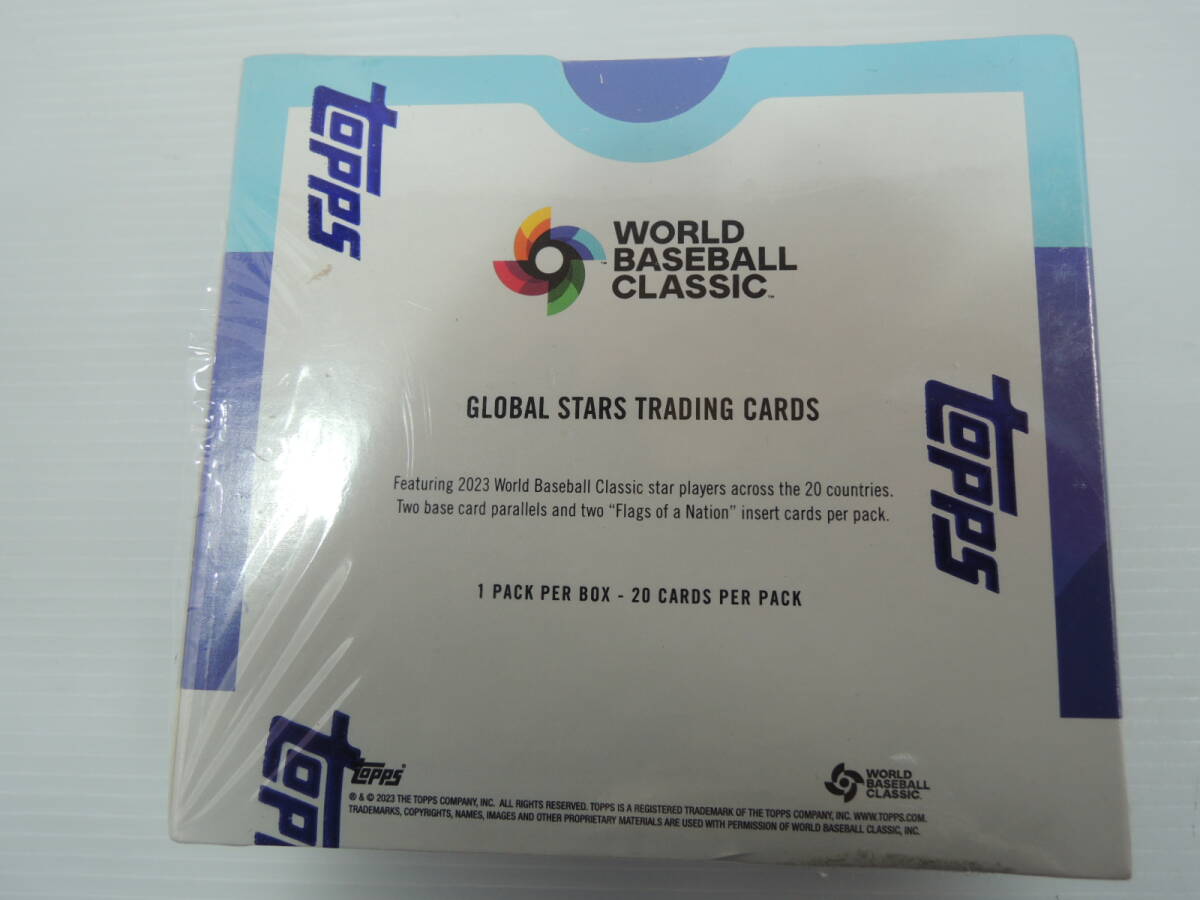 topps
WORLD
BASEBALL
CLASSIC™
GLOBAL STARS TRADING CARDS
topps
Featuring 2023 World Baseball Classic star players across the 20 countries.
Two base card parallels and two “Flags of a Nation” insert cards per pack.
1 PACK PER BOX - 20 CARDS PER PACK
topps
topps®
WORLD
BASEBALL
CLASSIC™
® & © 2023 THE TOPPS COMPANY, INC. ALL RIGHTS RESERVED. TOPPS IS A REGISTERED TRADEMARK OF THE TOPPS COMPANY, INC. WWW.TOPPS.COM.
TRADEMARKS, COPYRIGHTS, NAMES, IMAGES AND OTHER PROPRIETARY MATERIALS ARE USED WITH PERMISSION OF WORLD BASEBALL CLASSIC, INC.